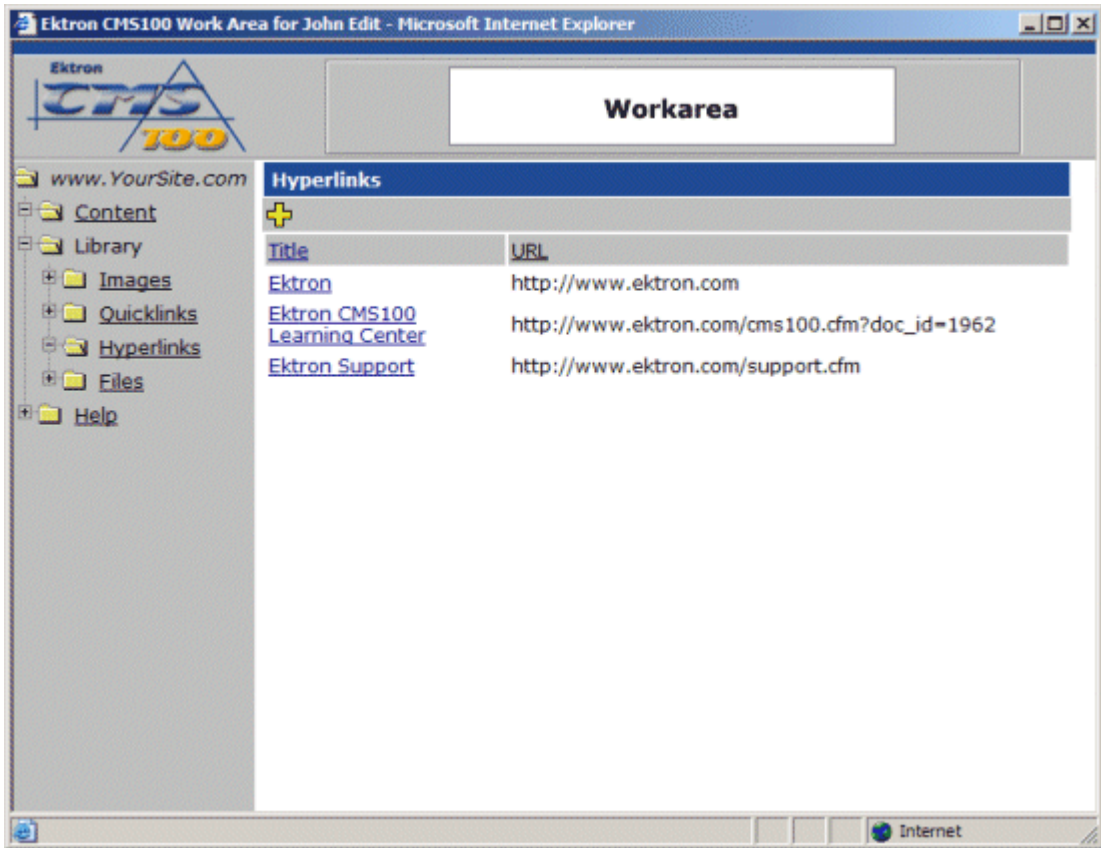 Ektron CMS100 Work Area for John Edit - Microsoft Internet Explorer
Ektron
CMS
100
Workarea
www.YourSite.com
Content
Library
Images
Quicklinks
Hyperlinks
Files
Help
Hyperlinks
Title URL
Ektron http://www.ektron.com
Ektron CMS100
Learning Center http://www.ektron.com/cms100.cfm?doc_id=1962
Ektron Support http://www.ektron.com/support.cfm
Internet